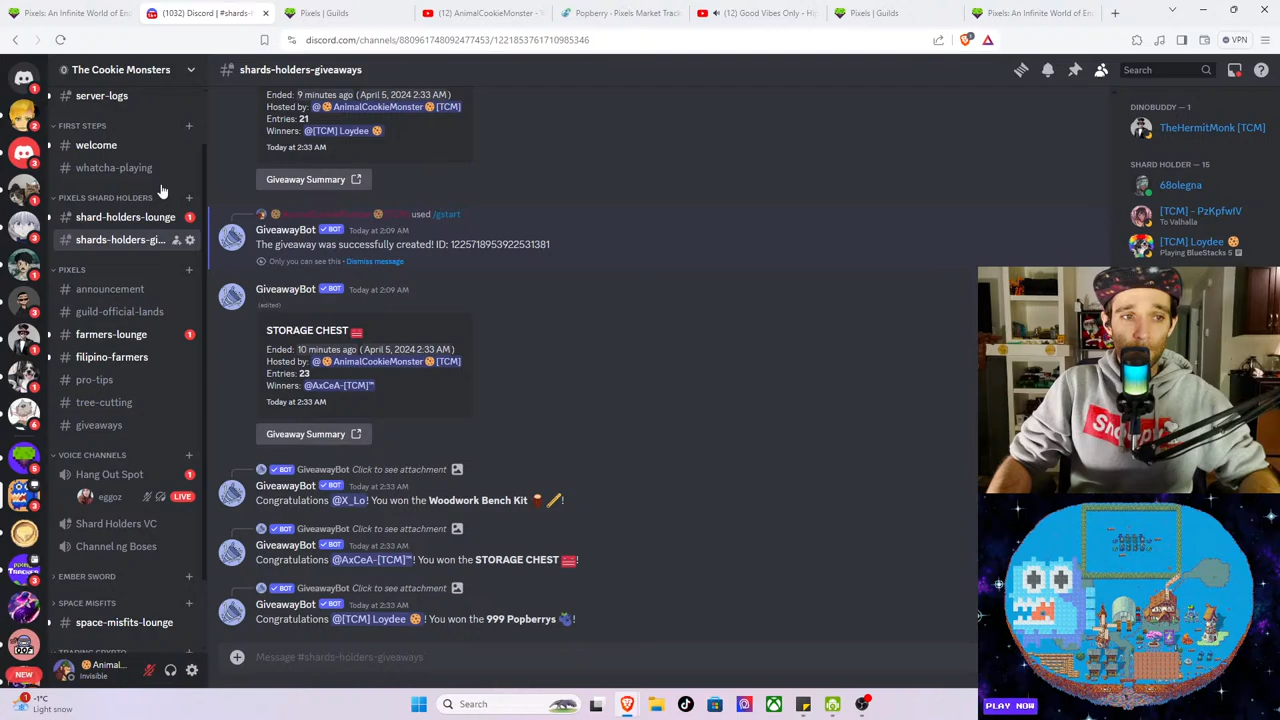 Pixels: An Infinite World of En
(1032) Discord | #shards-
Pixels | Guilds
(12) AnimalCookieMonster -
Popberry - Pixels Market Track
(12) Good Vibes Only - Hi
Pixels | Guilds
Pixels: An Infinite World of En
discord.com/channels/880961748092477453/1221853761710985346
VPN
The Cookie Monsters
shards-holders-giveaways
Search
server-logs
FIRST STEPS
welcome
whatcha-playing
PIXELS SHARD HOLDERS
shard-holders-lounge
1
shards-holders-gi...
PIXELS
announcement
guild-official-lands
farmers-lounge
1
filipino-farmers
pro-tips
tree-cutting
giveaways
VOICE CHANNELS
Hang Out Spot
1
eggoz
LIVE
Shard Holders VC
Channel ng Boses
EMBER SWORD
SPACE MISFITS
space-misfits-lounge
Animal...
Invisible
NEW
Ended: 9 minutes ago (April 5, 2024 2:33 AM)
Hosted by: @🍪AnimalCookieMonster🍪[TCM]
Entries: 21
Winners: @[TCM] Loydee 🍪
Today at 2:33 AM
Giveaway Summary
used /gstart
GiveawayBot ✓ BOT Today at 2:09 AM
The giveaway was successfully created! ID: 1225718953922531381
Only you can see this • Dismiss message
GiveawayBot ✓ BOT Today at 2:09 AM
(edited)
STORAGE CHEST
Ended: 10 minutes ago (April 5, 2024 2:33 AM)
Hosted by: @🍪AnimalCookieMonster🍪[TCM]
Entries: 23
Winners: @AxCeA-[TCM]™
Today at 2:33 AM
Giveaway Summary
✓ BOT GiveawayBot Click to see attachment
GiveawayBot ✓ BOT Today at 2:33 AM
Congratulations @X_Lo! You won the Woodwork Bench Kit !
✓ BOT GiveawayBot Click to see attachment
GiveawayBot ✓ BOT Today at 2:33 AM
Congratulations @AxCeA-[TCM]™! You won the STORAGE CHEST !
✓ BOT GiveawayBot Click to see attachment
GiveawayBot ✓ BOT Today at 2:33 AM
Congratulations @[TCM] Loydee 🍪! You won the 999 Popberrys !
Message #shards-holders-giveaways
DINOBUDDY — 1
TheHermitMonk [TCM]
SHARD HOLDER — 15
68olegna
[TCM] - PzKpfwIV
To Valhalla
[TCM] Loydee 🍪
Playing BlueStacks 5
PLAY NOW
-1°C
Light snow
Search